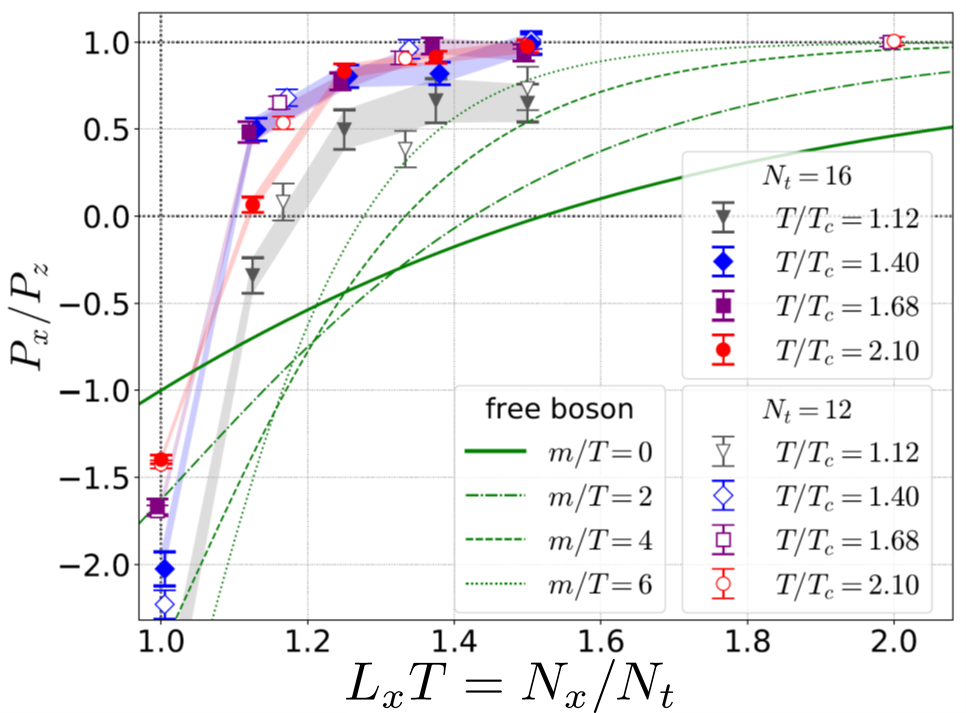 1.0
0.5
0.0
−0.5
−1.0
−1.5
−2.0
P_x/P_z
1.0 1.2 1.4 1.6 1.8 2.0
L_xT = N_x/N_t
free boson
m/T=0
m/T=2
m/T=4
m/T=6
N_t=16
T/T_c=1.12
T/T_c=1.40
T/T_c=1.68
T/T_c=2.10
N_t=12
T/T_c=1.12
T/T_c=1.40
T/T_c=1.68
T/T_c=2.10